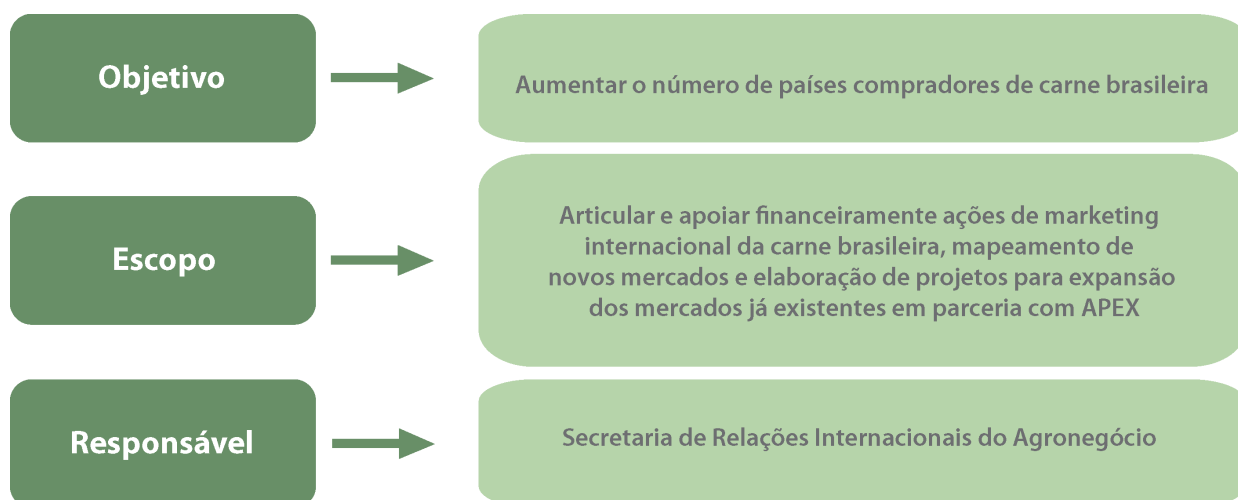 Objetivo
Aumentar o número de países compradores de carne brasileira
Escopo
Articular e apoiar financeiramente ações de marketing
internacional da carne brasileira, mapeamento de
novos mercados e elaboração de projetos para expansão
dos mercados já existentes em parceria com APEX
Responsável
Secretaria de Relações Internacionais do Agronegócio